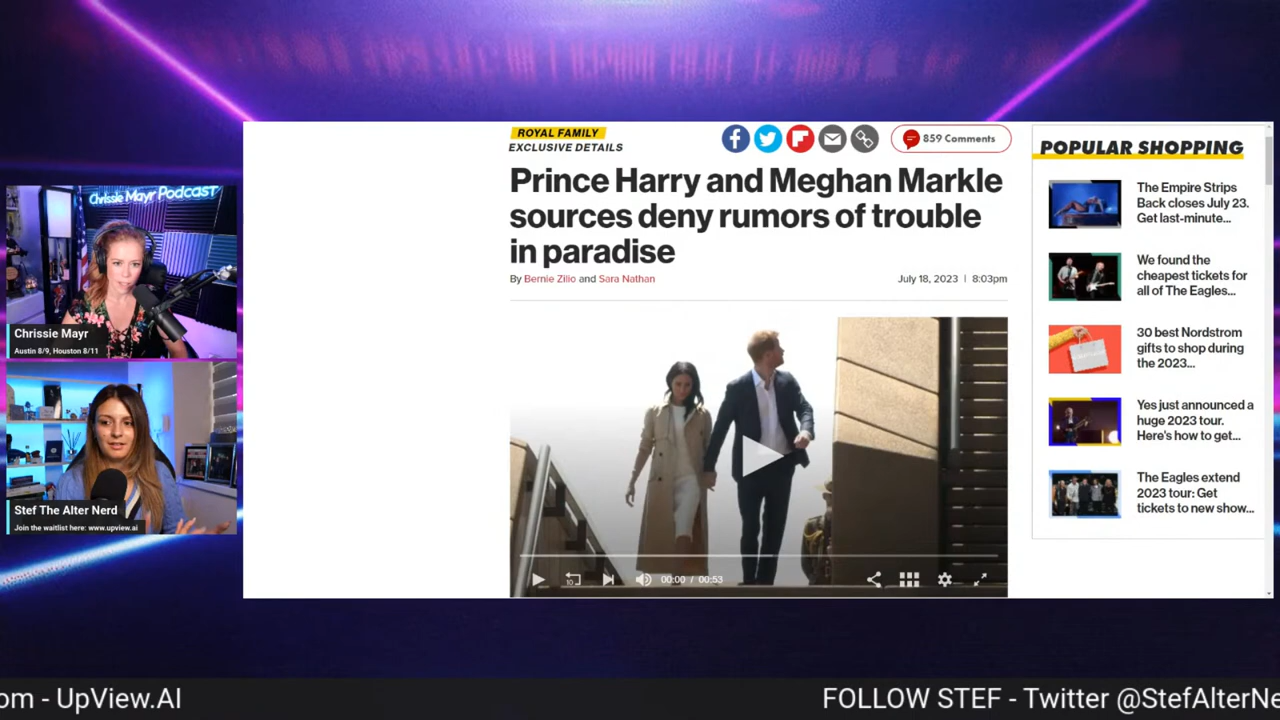 Chrissie Mayr Podcast
Chrissie Mayr
Austin 8/9, Houston 8/11
Stef The Alter Nerd
Join the waitlist here: www.upview.ai
ROYAL FAMILY
EXCLUSIVE DETAILS
859 Comments
Prince Harry and Meghan Markle
sources deny rumors of trouble
in paradise
By Bernie Zilio and Sara Nathan
July 18, 2023 | 8:03pm
10
00:00 / 00:53
POPULAR SHOPPING
The Empire Strips
Back closes July 23.
Get last-minute...
We found the
cheapest tickets for
all of The Eagles...
30 best Nordstrom
gifts to shop during
the 2023...
Yes just announced a
huge 2023 tour.
Here's how to get...
The Eagles extend
2023 tour: Get
tickets to new show...
om - UpView.AI
FOLLOW STEF - Twitter @StefAlterNe